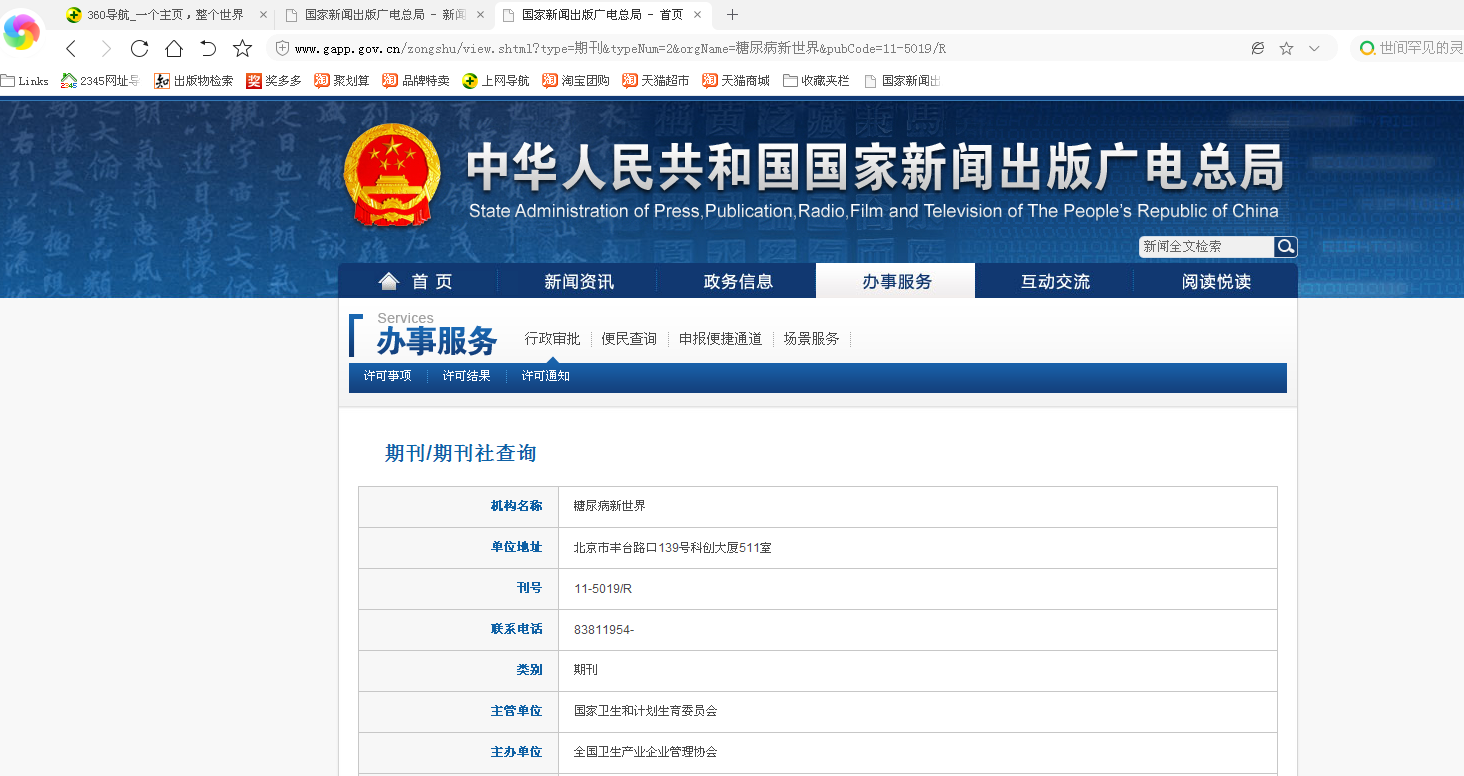 360导航_一个主页，整个世界
国家新闻出版广电总局 - 新闻
国家新闻出版广电总局 - 首页
www.gapp.gov.cn/zongshu/view.shtml?type=期刊&typeNum=2&orgName=糖尿病新世界&pubCode=11-5019/R
世间罕见的灵
Links 2345网址导 出版物检索 奖多多 聚划算 品牌特卖 上网导航 淘宝团购 天猫超市 天猫商城 收藏夹栏 国家新闻出
中华人民共和国国家新闻出版广电总局
State Administration of Press,Publication,Radio,Film and Television of The People's Republic of China
新闻全文检索
首 页 新闻资讯 政务信息 办事服务 互动交流 阅读悦读
Services
办事服务 行政审批 便民查询 申报便捷通道 场景服务
许可事项 许可结果 许可通知
期刊/期刊社查询
机构名称 糖尿病新世界
单位地址 北京市丰台路口139号科创大厦511室
刊号 11-5019/R
联系电话 83811954-
类别 期刊
主管单位 国家卫生和计划生育委员会
主办单位 全国卫生产业企业管理协会